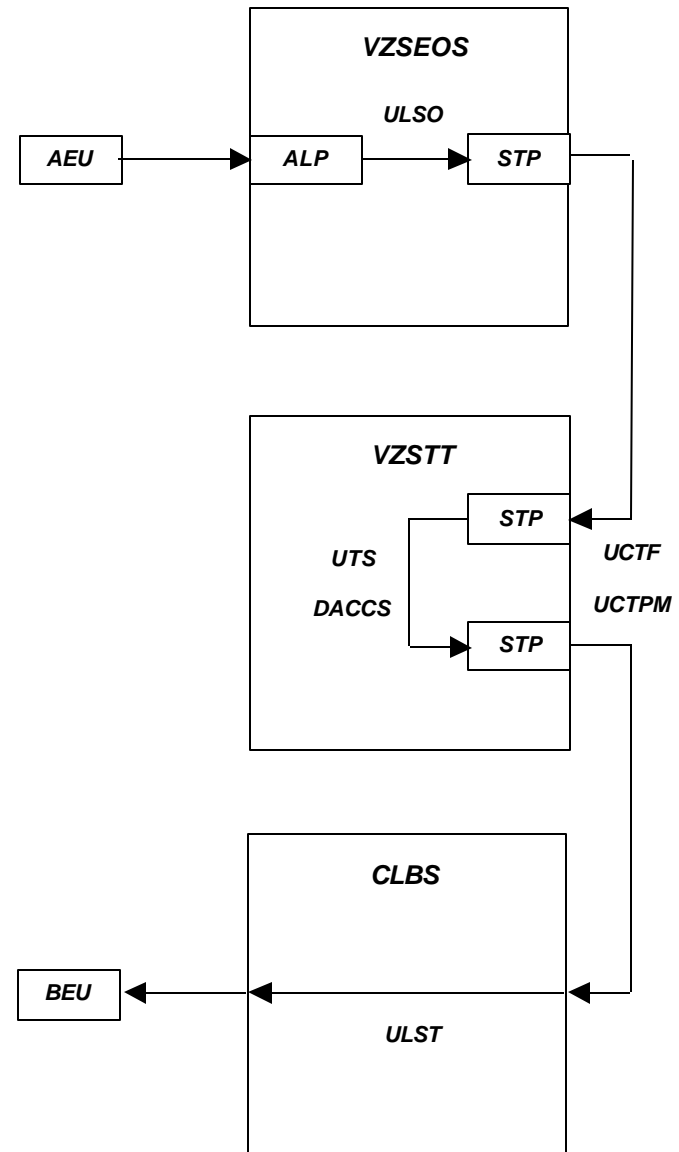 VZSEOS
ULSO
AEU
ALP
STP
VZSTT
STP
UTS
UCTF
DACCS
UCTPM
STP
CLBS
BEU
ULST